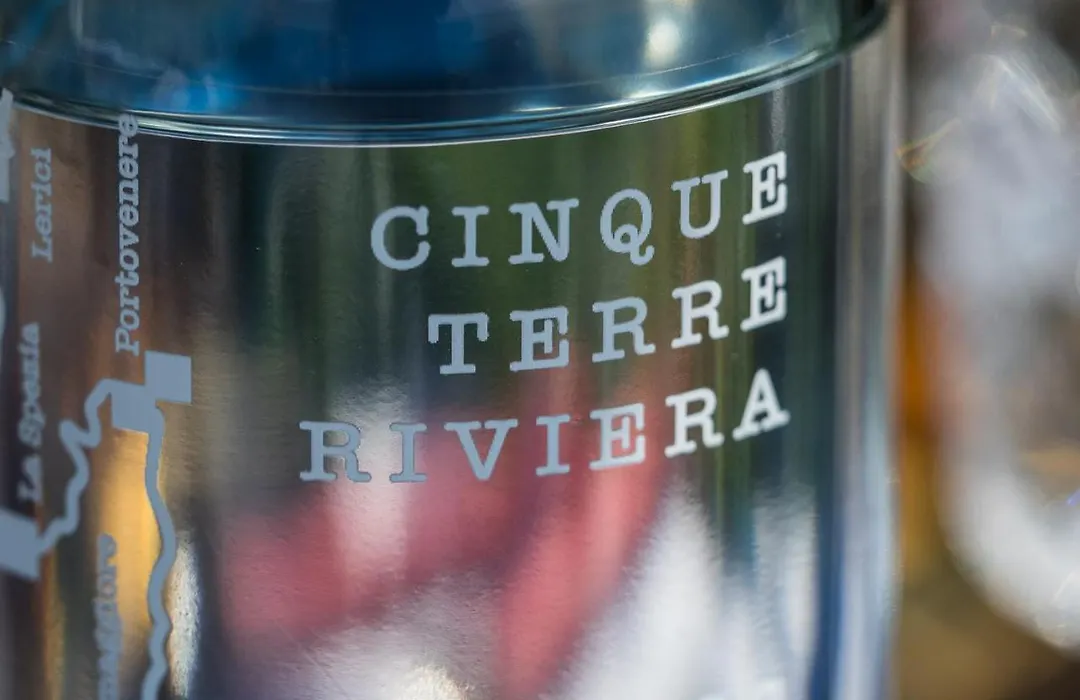 CINQUE
TERRE
RIVIERA
Lerici
Portovenere
La Spezia